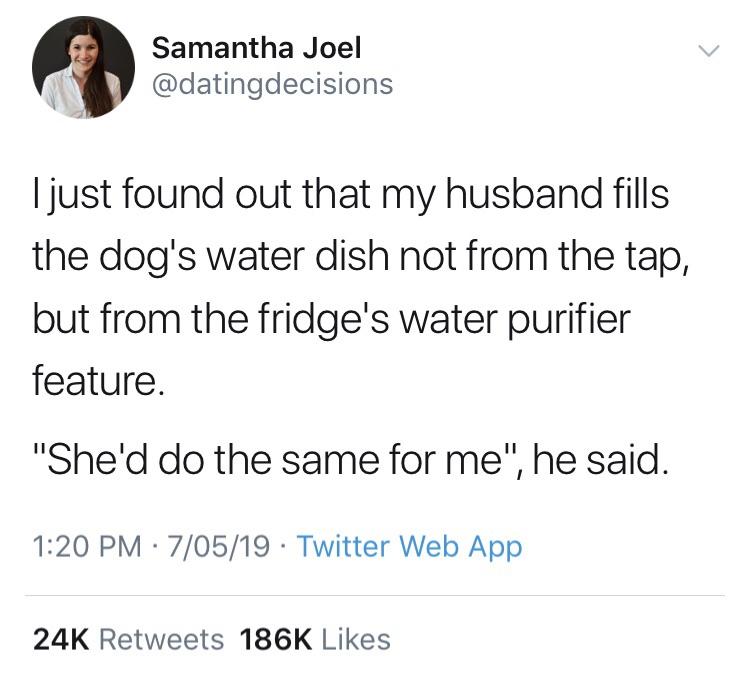 Samantha Joel
@datingdecisions
I just found out that my husband fills
the dog's water dish not from the tap,
but from the fridge's water purifier
feature.
"She'd do the same for me", he said.
1:20 PM · 7/05/19 · Twitter Web App
24K Retweets 186K Likes